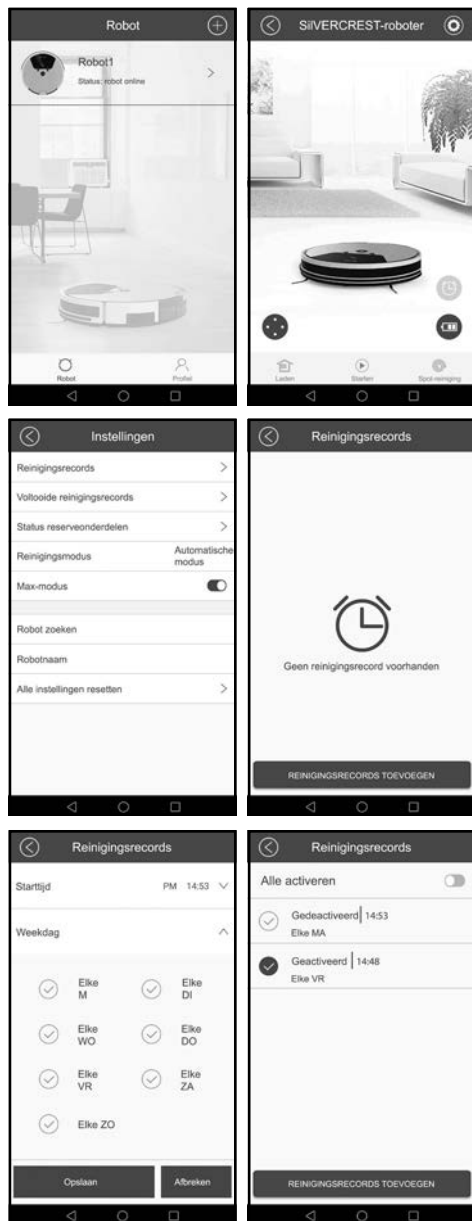 Robot
Robot1
Status: robot online
Robot
Profiel
SilVERCREST-roboter
Laden
Starten
Spot-reiniging
Instellingen
Reinigingsrecords
Voltooide reinigingsrecords
Status reserveonderdelen
Reinigingsmodus
Automatische
modus
Max-modus
Robot zoeken
Robotnaam
Alle instellingen resetten
Reinigingsrecords
Geen reinigingsrecord voorhanden
REINIGINGSRECORDS TOEVOEGEN
Reinigingsrecords
Starttijd PM 14:53
Weekdag
Elke
M
Elke
DI
Elke
WO
Elke
DO
Elke
VR
Elke
ZA
Elke ZO
Opslaan
Afbreken
Reinigingsrecords
Alle activeren
Gedeactiveerd 14:53
Elke MA
Geactiveerd 14:48
Elke VR
REINIGINGSRECORDS TOEVOEGEN